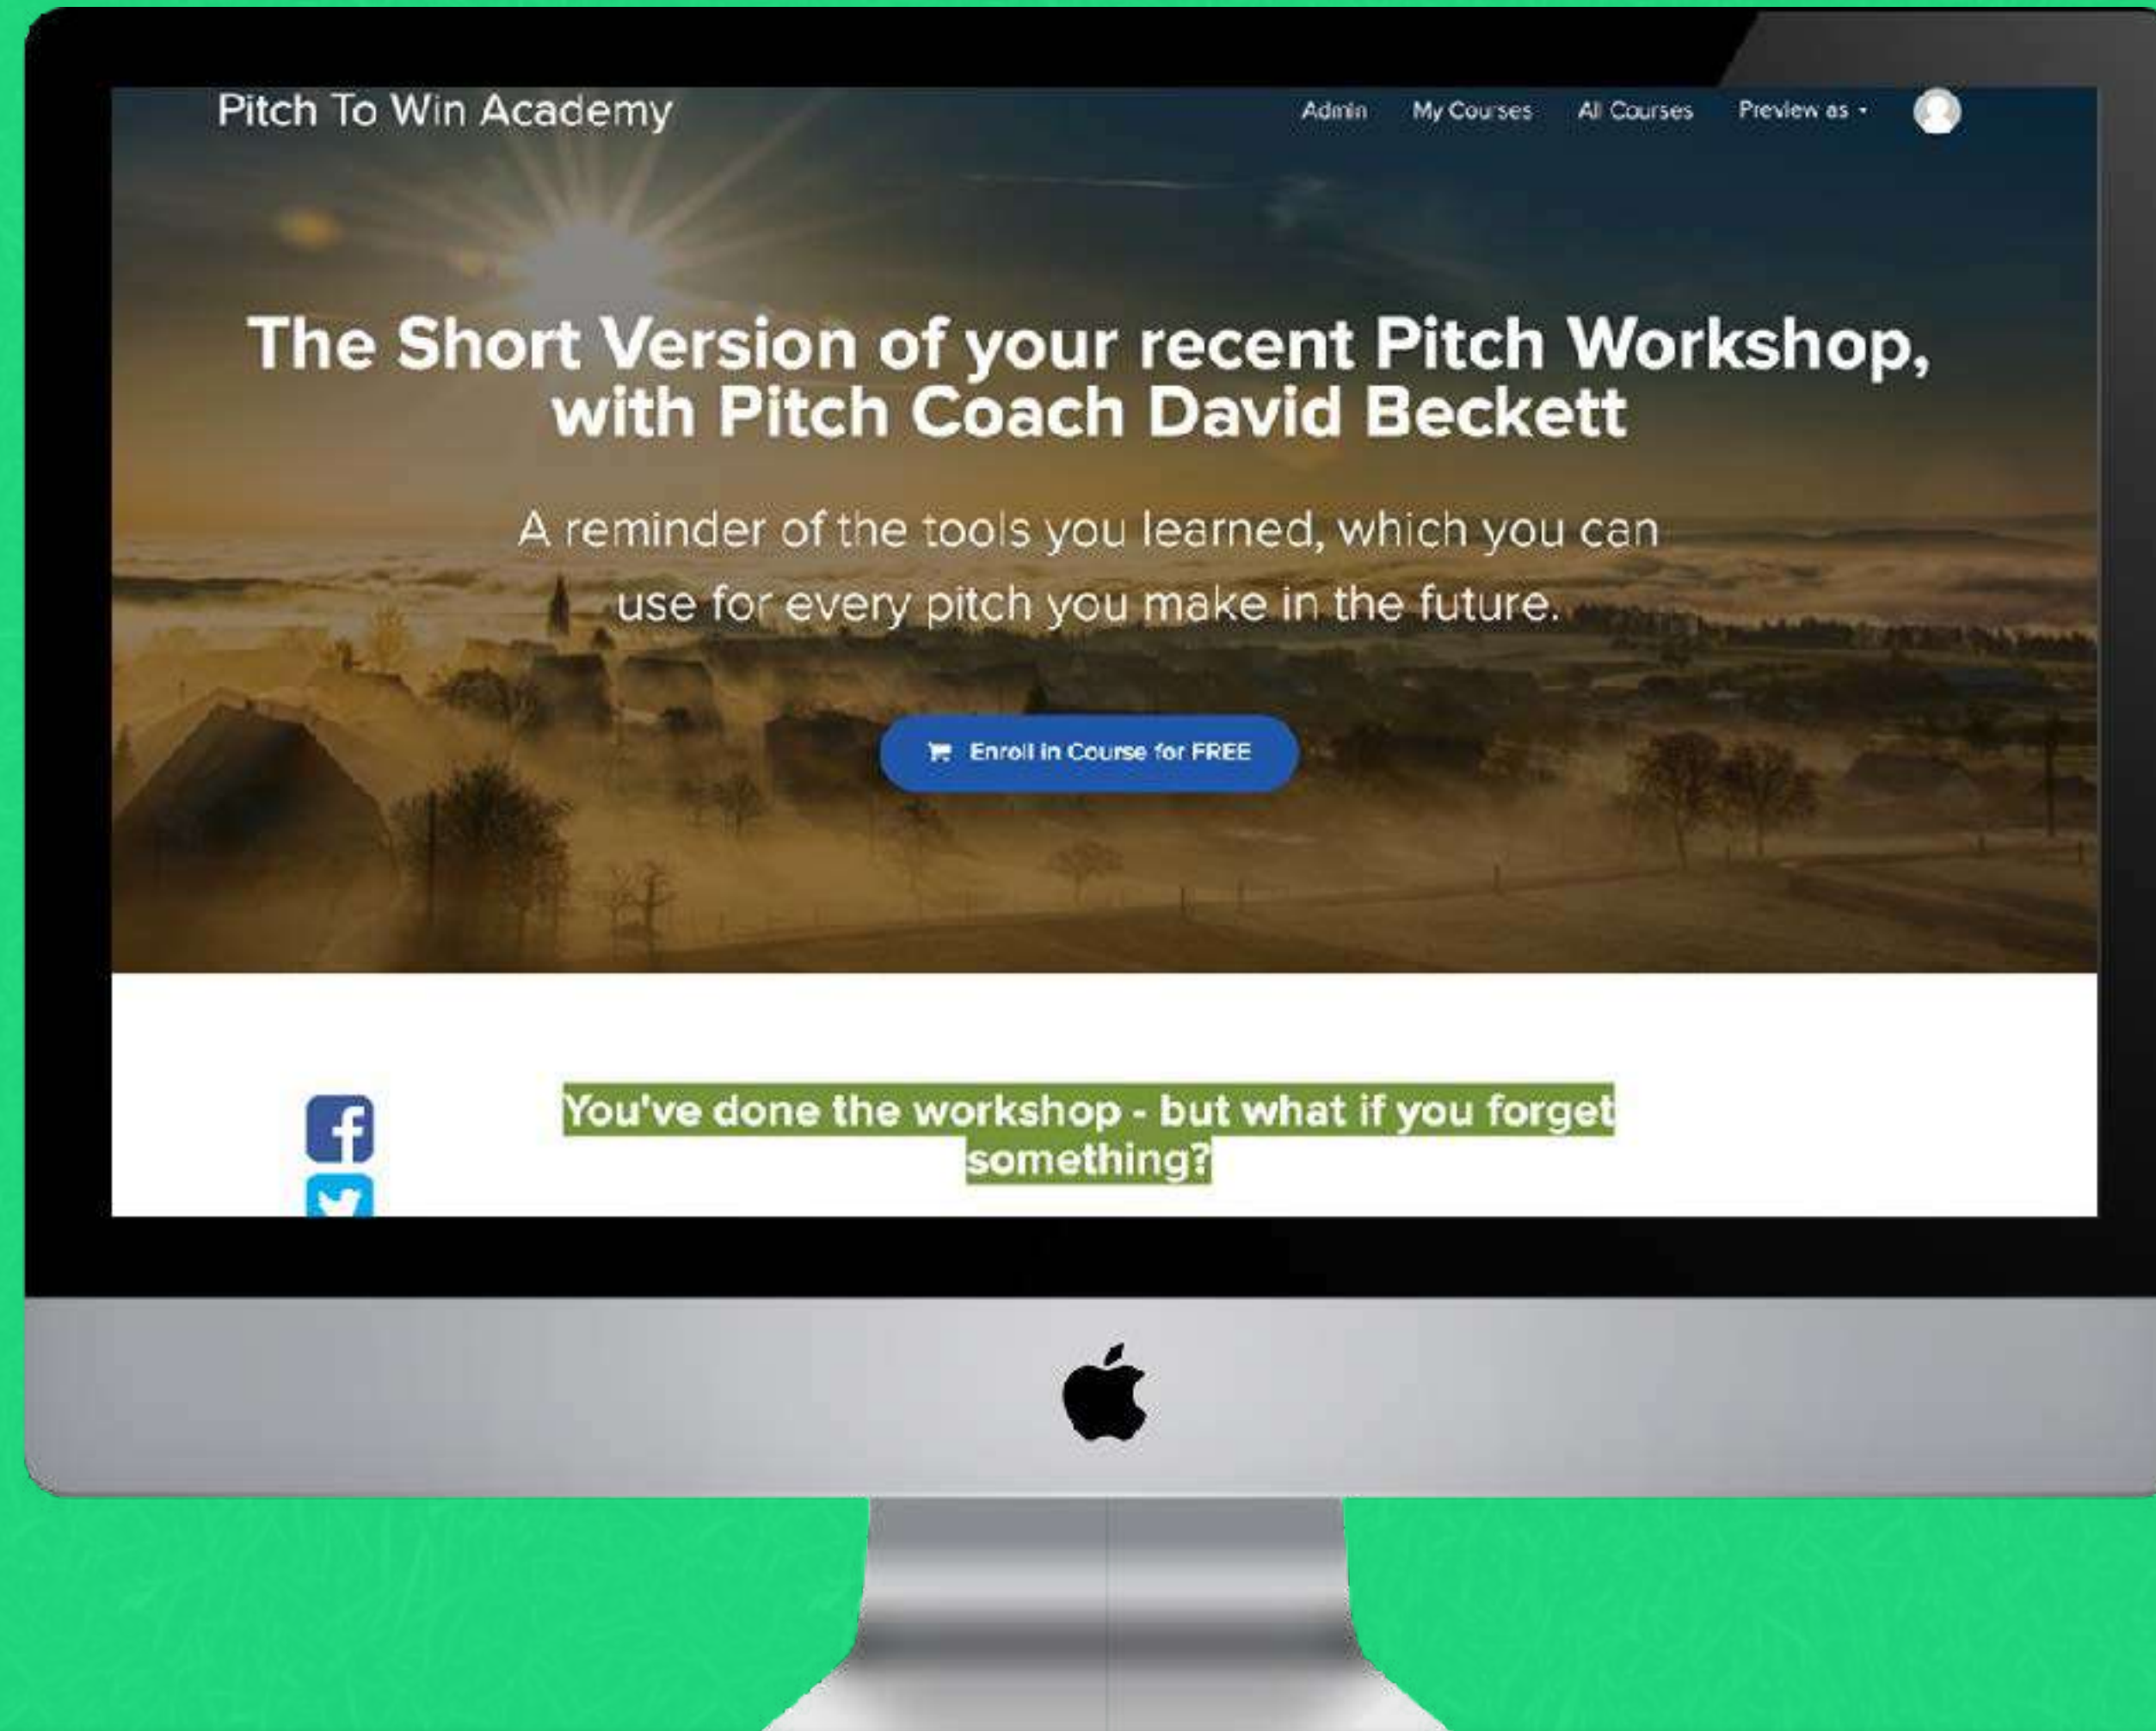 Pitch To Win Academy
Admin My Courses All Courses Preview as
The Short Version of your recent Pitch Workshop,
with Pitch Coach David Beckett
A reminder of the tools you learned, which you can
use for every pitch you make in the future.
Enroll in Course for FREE
You've done the workshop - but what if you forget
something?